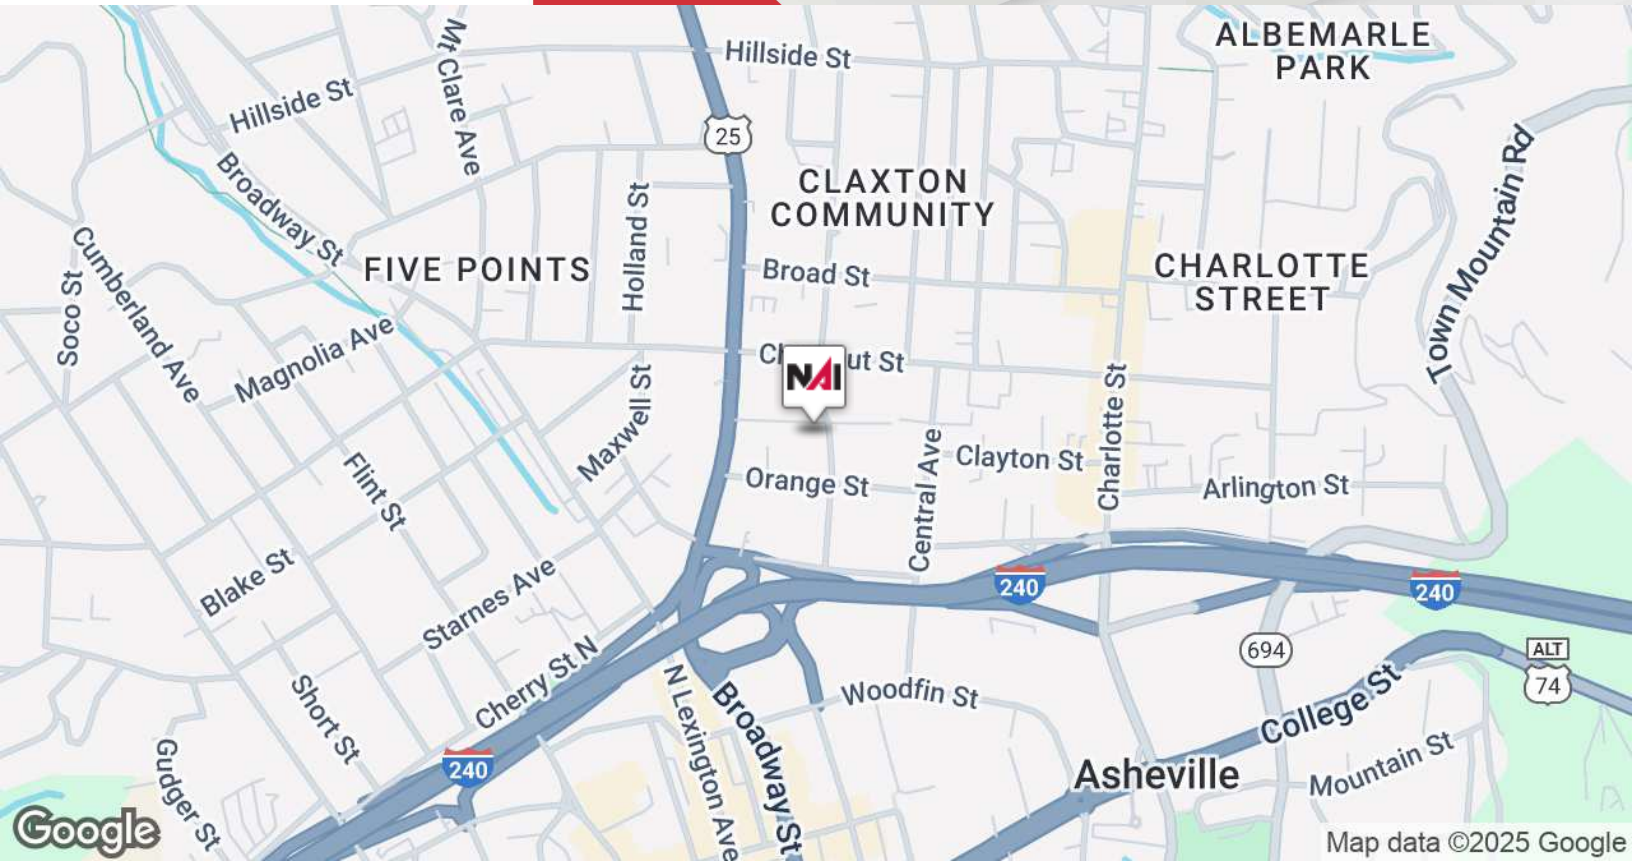 Hillside St
ALBEMARLE
PARK
Mt Clare Ave
Hillside St
25
Town Mountain Rd
Broadway St
CLAXTON
COMMUNITY
Holland St
Cumberland Ave
FIVE POINTS
Broad St
CHARLOTTE
STREET
Soco St
Magnolia Ave
Ch
ut St
NAI
Maxwell St
Charlotte St
Flint St
Orange St
Central Ave
Clayton St
Arlington St
Blake St
Starnes Ave
240
240
Cherry St N
694
ALT
74
Short St
N Lexington Ave
Broadway St
Woodfin St
College St
Gudger St
240
Asheville
Mountain St
Google
Map data ©2025 Google